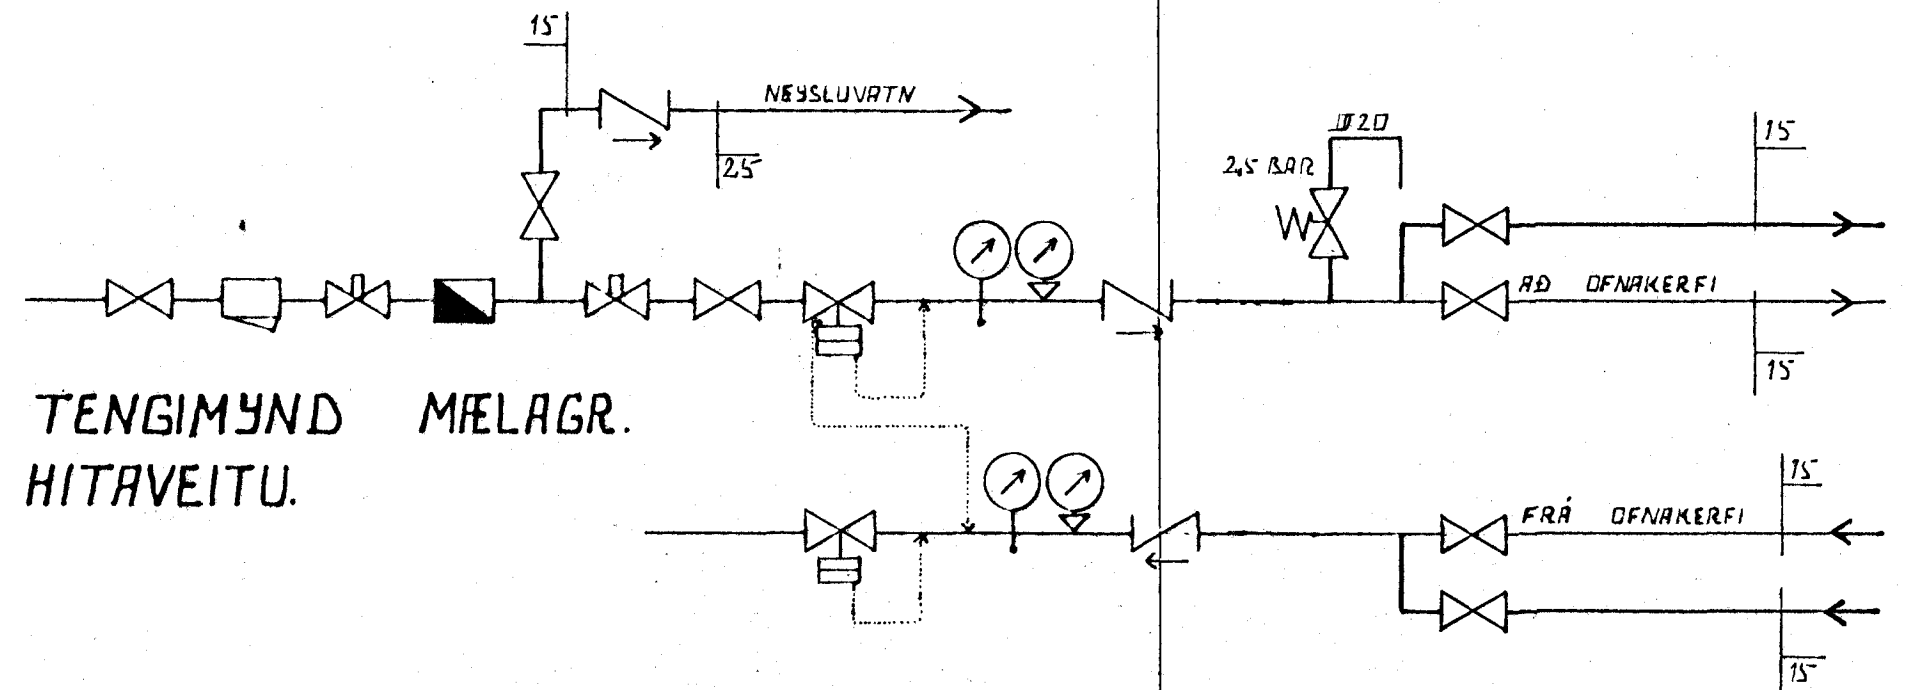 15
NEYSLUVATN
25
Ø20
2,5 BAR
15
AÐ OFNAKERFI
15
TENGIMYND MÆLAGR.
HITAVEITU.
15
FRÁ OFNAKERFI
15